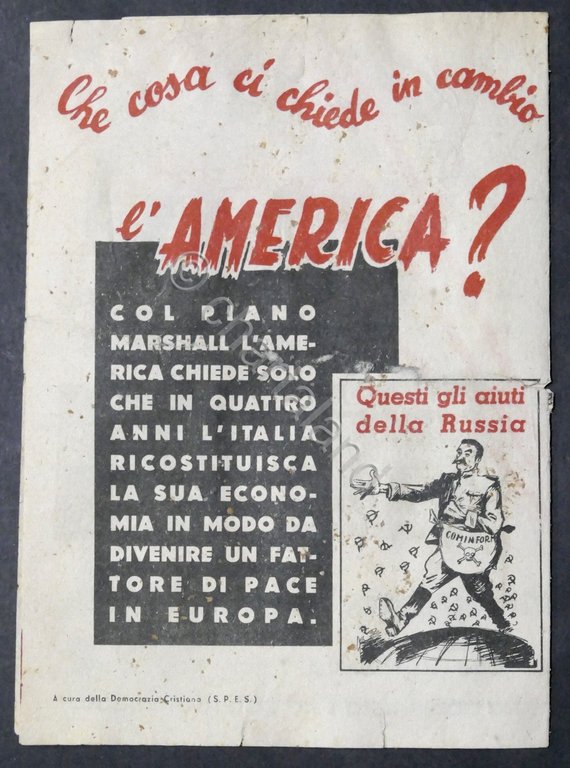 Che cosa ci chiede in cambio
l'AMERICA?
COL PIANO
MARSHALL L'AME-
RICA CHIEDE SOLO
CHE IN QUATTRO
ANNI L'ITALIA
RICOSTITUISCA
LA SUA ECONO-
MIA IN MODO DA
DIVENIRE UN FAT-
TORE DI PACE
IN EUROPA.
Questi gli aiuti
della Russia
COMINFORM
A cura della Democrazia Cristiana (S.P.E.S.)